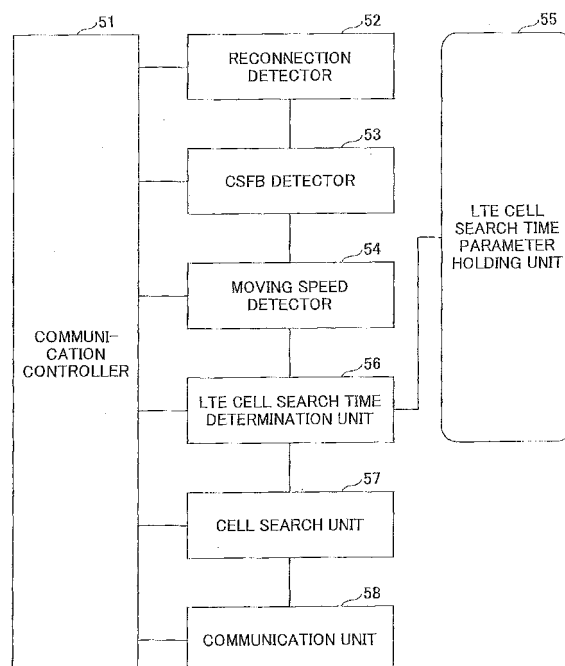 51
COMMUNI-
CATION
CONTROLLER
52
RECONNECTION
DETECTOR
53
CSFB DETECTOR
54
MOVING SPEED
DETECTOR
55
LTE CELL
SEARCH TIME
PARAMETER
HOLDING UNIT
56
LTE CELL SEARCH TIME
DETERMINATION UNIT
57
CELL SEARCH UNIT
58
COMMUNICATION UNIT